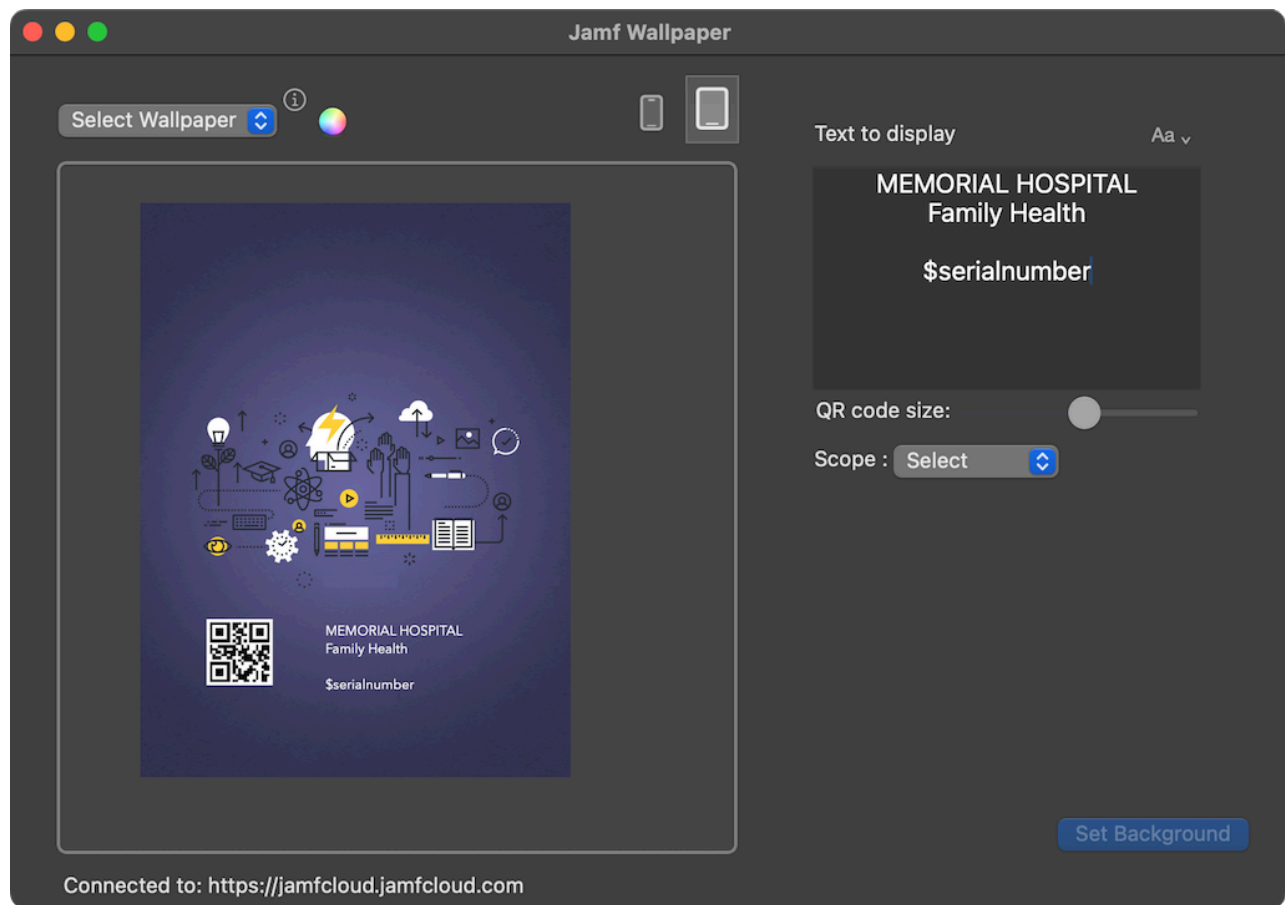 Jamf Wallpaper
Select Wallpaper
Text to display
Aa
MEMORIAL HOSPITAL
Family Health
$serialnumber
QR code size:
Scope : Select
MEMORIAL HOSPITAL
Family Health
$serialnumber
Set Background
Connected to: https://jamfcloud.jamfcloud.com